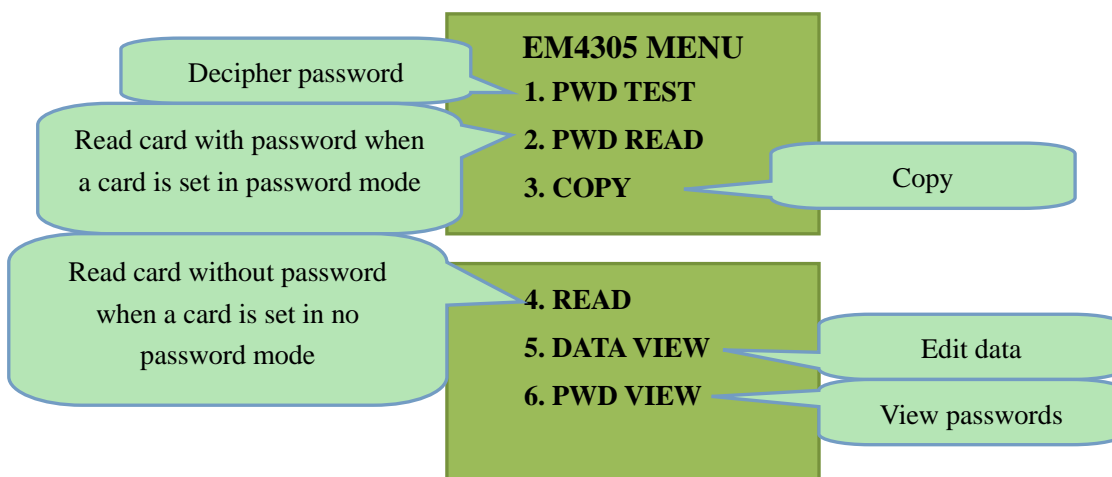 EM4305 MENU
Decipher password
1. PWD TEST
Read card with password when
a card is set in password mode
2. PWD READ
3. COPY
Copy
Read card without password
when a card is set in no
password mode
4. READ
5. DATA VIEW
Edit data
6. PWD VIEW
View passwords